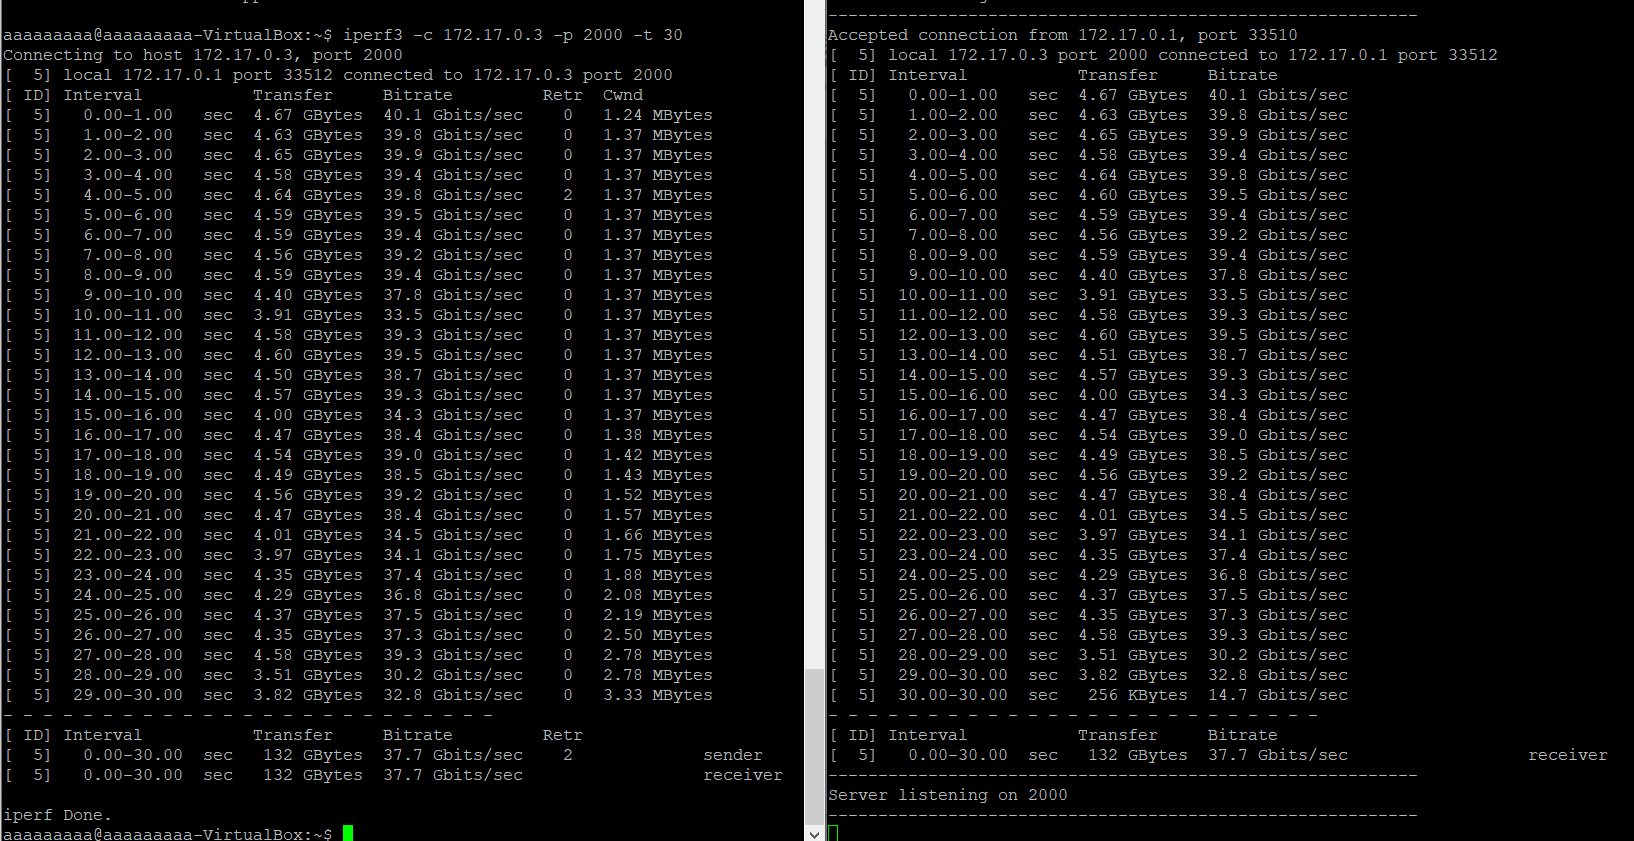 aaaaaaaaa@aaaaaaaaa-VirtualBox:~$ iperf3 -c 172.17.0.3 -p 2000 -t 30
Connecting to host 172.17.0.3, port 2000
[  5] local 172.17.0.1 port 33512 connected to 172.17.0.3 port 2000
[ ID] Interval           Transfer     Bitrate         Retr  Cwnd
[  5]   0.00-1.00   sec  4.67 GBytes  40.1 Gbits/sec    0   1.24 MBytes
[  5]   1.00-2.00   sec  4.63 GBytes  39.8 Gbits/sec    0   1.37 MBytes
[  5]   2.00-3.00   sec  4.65 GBytes  39.9 Gbits/sec    0   1.37 MBytes
[  5]   3.00-4.00   sec  4.58 GBytes  39.4 Gbits/sec    0   1.37 MBytes
[  5]   4.00-5.00   sec  4.64 GBytes  39.8 Gbits/sec    2   1.37 MBytes
[  5]   5.00-6.00   sec  4.59 GBytes  39.5 Gbits/sec    0   1.37 MBytes
[  5]   6.00-7.00   sec  4.59 GBytes  39.4 Gbits/sec    0   1.37 MBytes
[  5]   7.00-8.00   sec  4.56 GBytes  39.2 Gbits/sec    0   1.37 MBytes
[  5]   8.00-9.00   sec  4.59 GBytes  39.4 Gbits/sec    0   1.37 MBytes
[  5]   9.00-10.00  sec  4.40 GBytes  37.8 Gbits/sec    0   1.37 MBytes
[  5]  10.00-11.00  sec  3.91 GBytes  33.5 Gbits/sec    0   1.37 MBytes
[  5]  11.00-12.00  sec  4.58 GBytes  39.3 Gbits/sec    0   1.37 MBytes
[  5]  12.00-13.00  sec  4.60 GBytes  39.5 Gbits/sec    0   1.37 MBytes
[  5]  13.00-14.00  sec  4.50 GBytes  38.7 Gbits/sec    0   1.37 MBytes
[  5]  14.00-15.00  sec  4.57 GBytes  39.3 Gbits/sec    0   1.37 MBytes
[  5]  15.00-16.00  sec  4.00 GBytes  34.3 Gbits/sec    0   1.37 MBytes
[  5]  16.00-17.00  sec  4.47 GBytes  38.4 Gbits/sec    0   1.38 MBytes
[  5]  17.00-18.00  sec  4.54 GBytes  39.0 Gbits/sec    0   1.42 MBytes
[  5]  18.00-19.00  sec  4.49 GBytes  38.5 Gbits/sec    0   1.43 MBytes
[  5]  19.00-20.00  sec  4.56 GBytes  39.2 Gbits/sec    0   1.52 MBytes
[  5]  20.00-21.00  sec  4.47 GBytes  38.4 Gbits/sec    0   1.57 MBytes
[  5]  21.00-22.00  sec  4.01 GBytes  34.5 Gbits/sec    0   1.66 MBytes
[  5]  22.00-23.00  sec  3.97 GBytes  34.1 Gbits/sec    0   1.75 MBytes
[  5]  23.00-24.00  sec  4.35 GBytes  37.4 Gbits/sec    0   1.88 MBytes
[  5]  24.00-25.00  sec  4.29 GBytes  36.8 Gbits/sec    0   2.08 MBytes
[  5]  25.00-26.00  sec  4.37 GBytes  37.5 Gbits/sec    0   2.19 MBytes
[  5]  26.00-27.00  sec  4.35 GBytes  37.3 Gbits/sec    0   2.50 MBytes
[  5]  27.00-28.00  sec  4.58 GBytes  39.3 Gbits/sec    0   2.78 MBytes
[  5]  28.00-29.00  sec  3.51 GBytes  30.2 Gbits/sec    0   2.78 MBytes
[  5]  29.00-30.00  sec  3.82 GBytes  32.8 Gbits/sec    0   3.33 MBytes
- - - - - - - - - - - - - - - - - - - - - - - - -
[ ID] Interval           Transfer     Bitrate         Retr
[  5]   0.00-30.00  sec   132 GBytes  37.7 Gbits/sec    2             sender
[  5]   0.00-30.00  sec   132 GBytes  37.7 Gbits/sec                  receiver
iperf Done.
aaaaaaaaa@aaaaaaaaa-VirtualBox:~$
-----------------------------------------------------------
Accepted connection from 172.17.0.1, port 33510
[  5] local 172.17.0.3 port 2000 connected to 172.17.0.1 port 33512
[ ID] Interval           Transfer     Bitrate
[  5]   0.00-1.00   sec  4.67 GBytes  40.1 Gbits/sec
[  5]   1.00-2.00   sec  4.63 GBytes  39.8 Gbits/sec
[  5]   2.00-3.00   sec  4.65 GBytes  39.9 Gbits/sec
[  5]   3.00-4.00   sec  4.58 GBytes  39.4 Gbits/sec
[  5]   4.00-5.00   sec  4.64 GBytes  39.8 Gbits/sec
[  5]   5.00-6.00   sec  4.60 GBytes  39.5 Gbits/sec
[  5]   6.00-7.00   sec  4.59 GBytes  39.4 Gbits/sec
[  5]   7.00-8.00   sec  4.56 GBytes  39.2 Gbits/sec
[  5]   8.00-9.00   sec  4.59 GBytes  39.4 Gbits/sec
[  5]   9.00-10.00  sec  4.40 GBytes  37.8 Gbits/sec
[  5]  10.00-11.00  sec  3.91 GBytes  33.5 Gbits/sec
[  5]  11.00-12.00  sec  4.58 GBytes  39.3 Gbits/sec
[  5]  12.00-13.00  sec  4.60 GBytes  39.5 Gbits/sec
[  5]  13.00-14.00  sec  4.51 GBytes  38.7 Gbits/sec
[  5]  14.00-15.00  sec  4.57 GBytes  39.3 Gbits/sec
[  5]  15.00-16.00  sec  4.00 GBytes  34.3 Gbits/sec
[  5]  16.00-17.00  sec  4.47 GBytes  38.4 Gbits/sec
[  5]  17.00-18.00  sec  4.54 GBytes  39.0 Gbits/sec
[  5]  18.00-19.00  sec  4.49 GBytes  38.5 Gbits/sec
[  5]  19.00-20.00  sec  4.56 GBytes  39.2 Gbits/sec
[  5]  20.00-21.00  sec  4.47 GBytes  38.4 Gbits/sec
[  5]  21.00-22.00  sec  4.01 GBytes  34.5 Gbits/sec
[  5]  22.00-23.00  sec  3.97 GBytes  34.1 Gbits/sec
[  5]  23.00-24.00  sec  4.35 GBytes  37.4 Gbits/sec
[  5]  24.00-25.00  sec  4.29 GBytes  36.8 Gbits/sec
[  5]  25.00-26.00  sec  4.37 GBytes  37.5 Gbits/sec
[  5]  26.00-27.00  sec  4.35 GBytes  37.3 Gbits/sec
[  5]  27.00-28.00  sec  4.58 GBytes  39.3 Gbits/sec
[  5]  28.00-29.00  sec  3.51 GBytes  30.2 Gbits/sec
[  5]  29.00-30.00  sec  3.82 GBytes  32.8 Gbits/sec
[  5]  30.00-30.00  sec   256 KBytes  14.7 Gbits/sec
- - - - - - - - - - - - - - - - - - - - - - - - -
[ ID] Interval           Transfer     Bitrate
[  5]   0.00-30.00  sec   132 GBytes  37.7 Gbits/sec                  receiver
-----------------------------------------------------------
Server listening on 2000
-----------------------------------------------------------